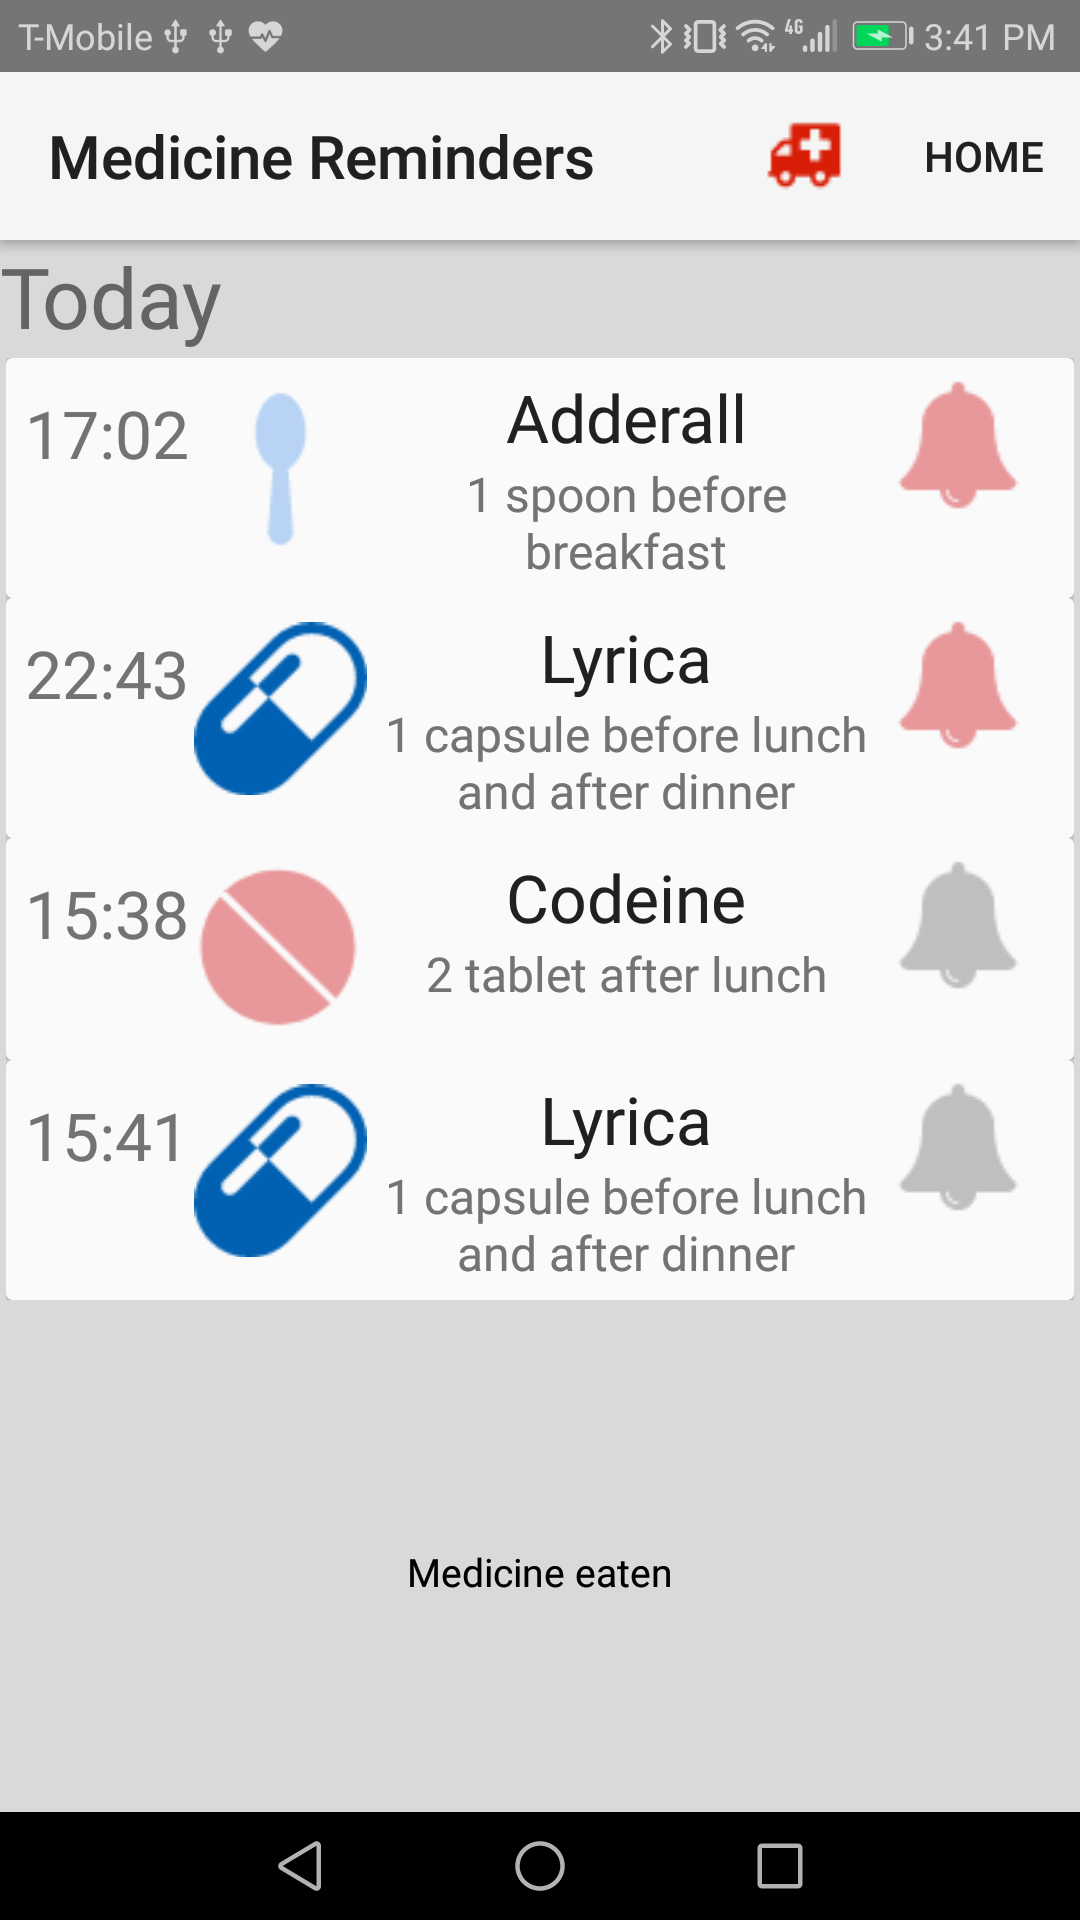 T-Mobile 4G 3:41 PM
Medicine Reminders HOME
Today
17:02 Adderall
1 spoon before
breakfast
22:43 Lyrica
1 capsule before lunch
and after dinner
15:38 Codeine
2 tablet after lunch
15:41 Lyrica
1 capsule before lunch
and after dinner
Medicine eaten